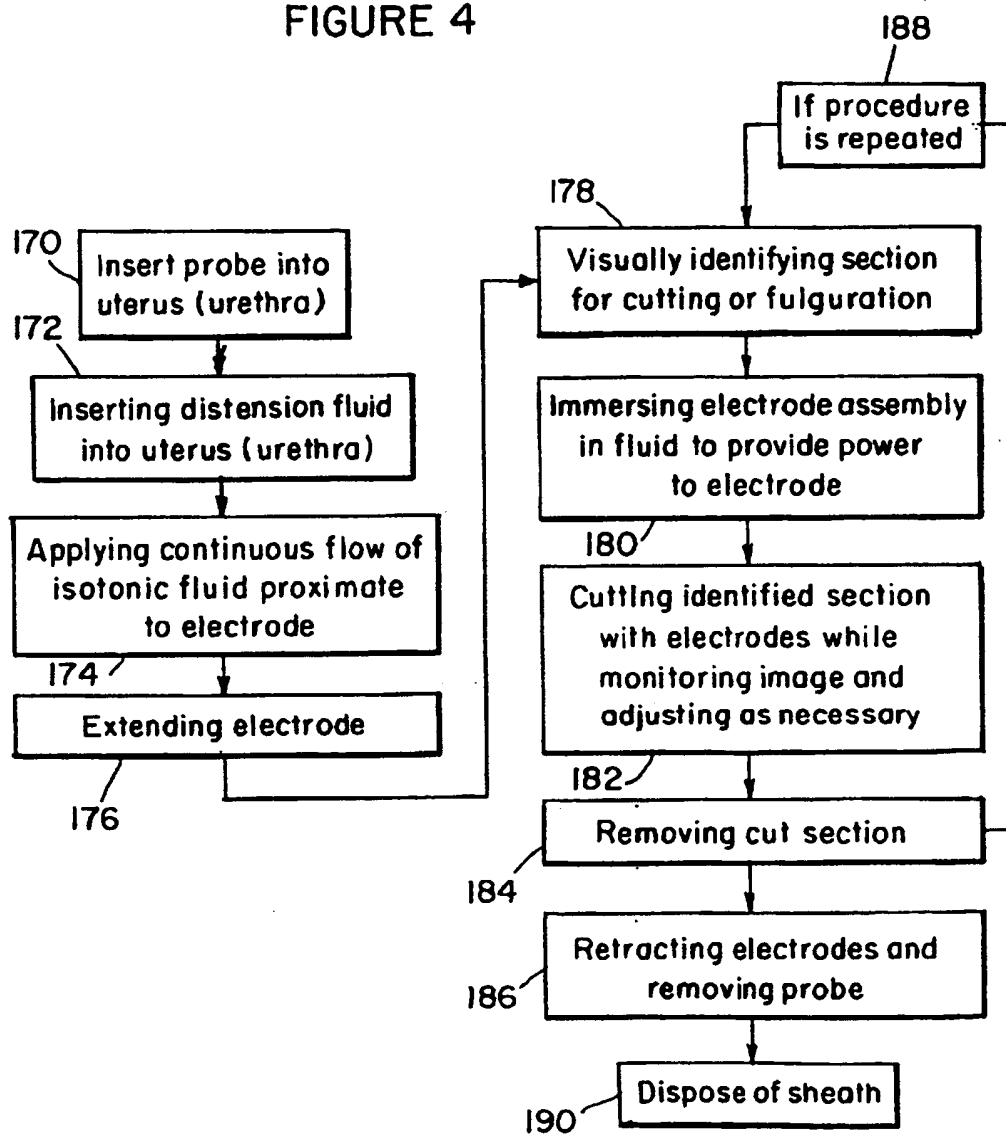 FIGURE 4
170
Insert probe into
uterus (urethra)
172
Inserting distension fluid
into uterus (urethra)
Applying continuous flow of
isotonic fluid proximate
to electrode
174
Extending electrode
176
188
If procedure
is repeated
178
Visually identifying section
for cutting or fulguration
Immersing electrode assembly
in fluid to provide power
to electrode
180
Cutting identified section
with electrodes while
monitoring image and
adjusting as necessary
182
Removing cut section
184
Retracting electrodes and
removing probe
186
Dispose of sheath
190